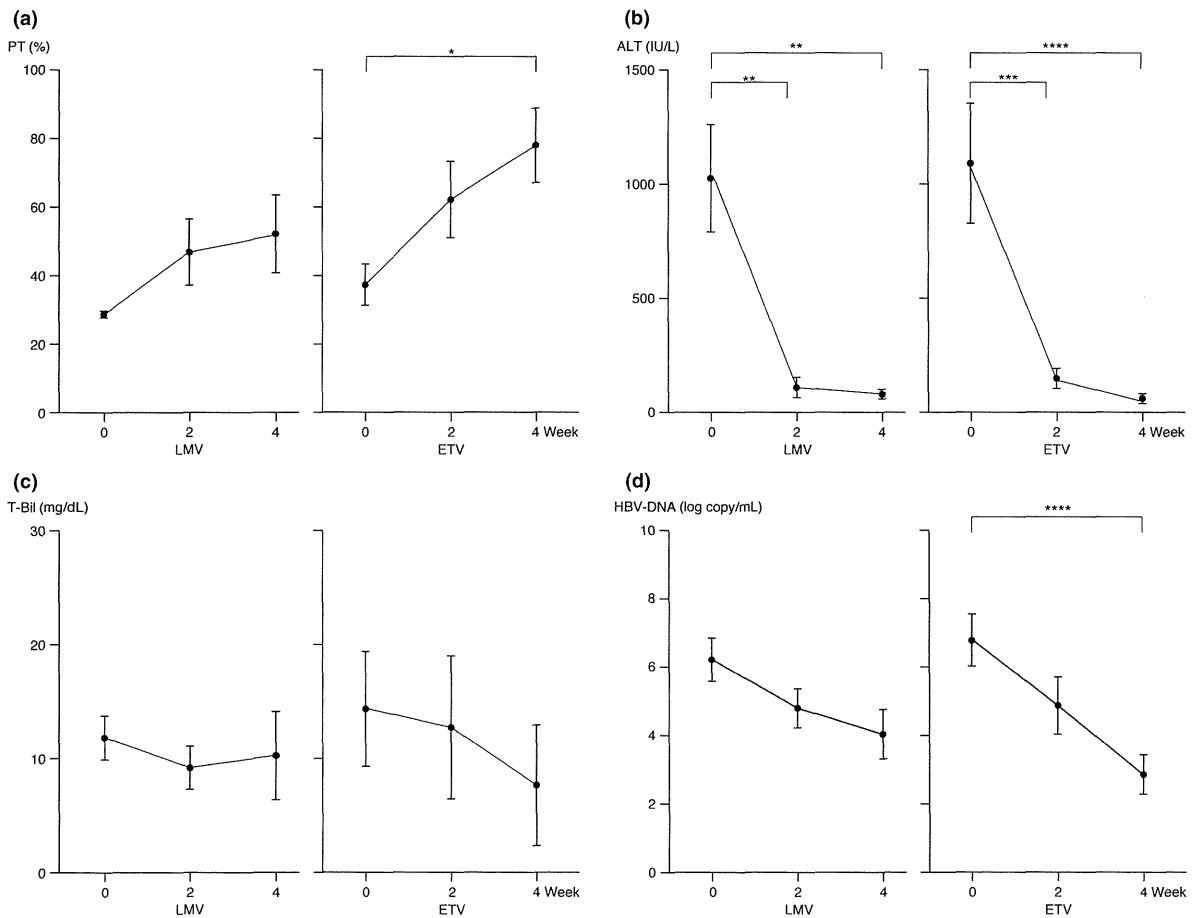 (a)
PT (%)
*
100
80
60
40
20
0
0 2 4
LMV
0 2 4 Week
ETV
(b)
ALT (IU/L)
**
**
****
***
1500
1000
500
0
0 2 4
LMV
0 2 4 Week
ETV
(c)
T-Bil (mg/dL)
30
20
10
0
0 2 4
LMV
0 2 4 Week
ETV
(d)
HBV-DNA (log copy/mL)
****
10
8
6
4
2
0
0 2 4
LMV
0 2 4 Week
ETV